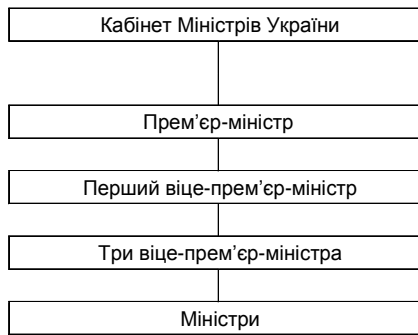 Кабінет Міністрів України
Прем’єр-міністр
Перший віце-прем’єр-міністр
Три віце-прем’єр-міністра
Міністри